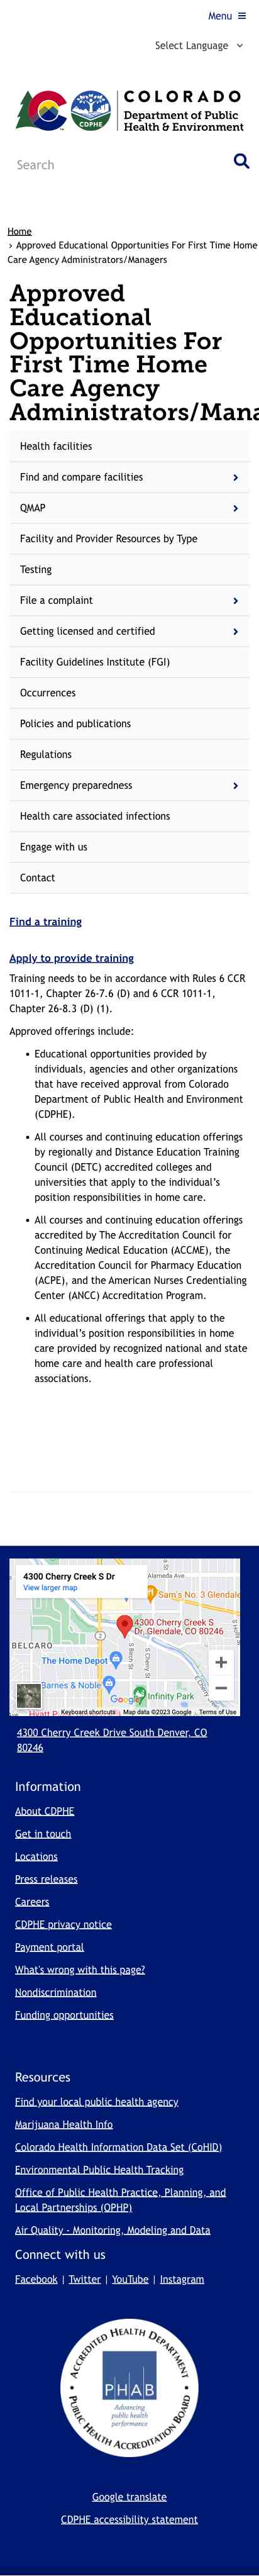 Menu
Select Language
COLORADO
Department of Public
Health & Environment
CDPHE
Search
Home
› Approved Educational Opportunities For First Time Home
Care Agency Administrators/Managers
Approved
Educational
Opportunities For
First Time Home
Care Agency
Administrators/Mana
Health facilities
Find and compare facilities
QMAP
Facility and Provider Resources by Type
Testing
File a complaint
Getting licensed and certified
Facility Guidelines Institute (FGI)
Occurrences
Policies and publications
Regulations
Emergency preparedness
Health care associated infections
Engage with us
Contact
Find a training
Apply to provide training
Training needs to be in accordance with Rules 6 CCR
1011-1, Chapter 26-7.6 (D) and 6 CCR 1011-1,
Chapter 26-8.3 (D) (1).
Approved offerings include:
• Educational opportunities provided by
individuals, agencies and other organizations
that have received approval from Colorado
Department of Public Health and Environment
(CDPHE).
• All courses and continuing education offerings
by regionally and Distance Education Training
Council (DETC) accredited colleges and
universities that apply to the individual’s
position responsibilities in home care.
• All courses and continuing education offerings
accredited by The Accreditation Council for
Continuing Medical Education (ACCME), the
Accreditation Council for Pharmacy Education
(ACPE), and the American Nurses Credentialing
Center (ANCC) Accreditation Program.
• All educational offerings that apply to the
individual’s position responsibilities in home
care provided by recognized national and state
home care and health care professional
associations.
4300 Cherry Creek S Dr
View larger map
Alameda Ave
Sam's No. 3 Glendale
4300 Cherry Creek S
Dr, Glendale, CO 80246
BELCARO
The Home Depot
S Birch St
Barnes & Noble
Google
Infinity Park
Hyatt P
Keyboard shortcuts
Map data ©2023 Google
Terms of Use
4300 Cherry Creek Drive South Denver, CO
80246
Information
About CDPHE
Get in touch
Locations
Press releases
Careers
CDPHE privacy notice
Payment portal
What's wrong with this page?
Nondiscrimination
Funding opportunities
Resources
Find your local public health agency
Marijuana Health Info
Colorado Health Information Data Set (CoHID)
Environmental Public Health Tracking
Office of Public Health Practice, Planning, and
Local Partnerships (OPHP)
Air Quality - Monitoring, Modeling and Data
Connect with us
Facebook | Twitter | YouTube | Instagram
ACCREDITED HEALTH DEPARTMENT
PHAB
Advancing
public health
performance
PUBLIC HEALTH ACCREDITATION BOARD
Google translate
CDPHE accessibility statement